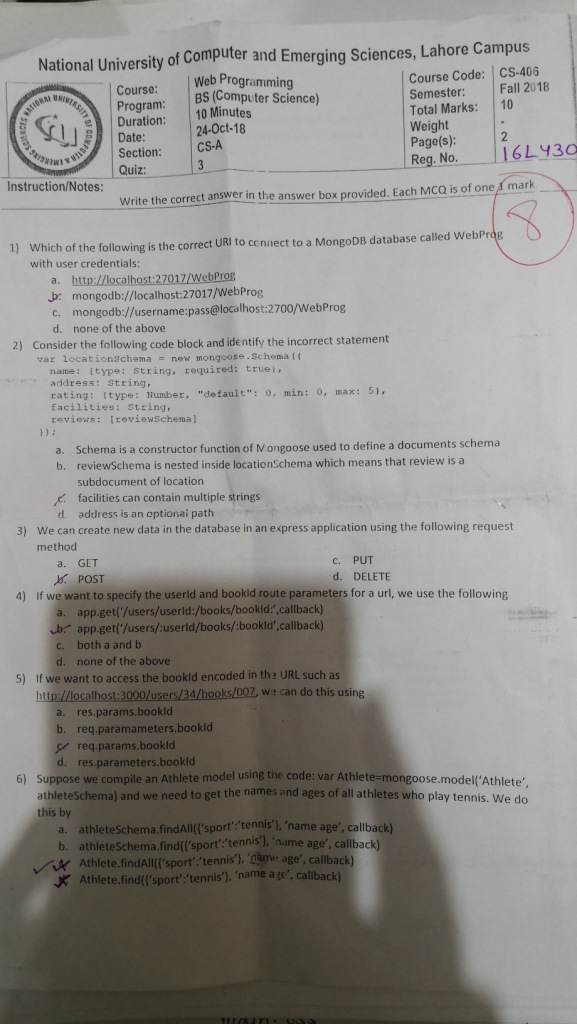 National University of Computer and Emerging Sciences, Lahore Campus
Course: Web Programming Course Code: CS-406
Program: BS (Computer Science) Semester: Fall 2018
Duration: 10 Minutes Total Marks: 10
Date: 24-Oct-18 Weight -
Section: CS-A Page(s): 2
Quiz: 3 Reg. No. 16L430
Instruction/Notes: Write the correct answer in the answer box provided. Each MCQ is of one 1 mark.
8
1) Which of the following is the correct URI to connect to a MongoDB database called WebProg
with user credentials:
a. http://localhost:27017/WebProg
b. mongodb://localhost:27017/WebProg
c. mongodb://username:pass@localhost:2700/WebProg
d. none of the above
2) Consider the following code block and identify the incorrect statement
var locationSchema = new mongoose.Schema({
name: {type: String, required: true},
address: String,
rating: {type: Number, "default": 0, min: 0, max: 5},
facilities: String,
reviews: [reviewSchema]
});
a. Schema is a constructor function of Mongoose used to define a documents schema
b. reviewSchema is nested inside locationSchema which means that review is a
subdocument of location
c. facilities can contain multiple strings
d. address is an optional path
3) We can create new data in the database in an express application using the following request
method
a. GET c. PUT
b. POST d. DELETE
4) If we want to specify the userId and bookId route parameters for a url, we use the following
a. app.get('/users/userId:/books/bookId:',callback)
b. app.get('/users/:userId/books/:bookId',callback)
c. both a and b
d. none of the above
5) If we want to access the bookId encoded in the URL such as
http://localhost:3000/users/34/books/007, we can do this using
a. res.params.bookId
b. req.paramameters.bookId
c. req.params.bookId
d. res.parameters.bookId
6) Suppose we compile an Athlete model using the code: var Athlete=mongoose.model('Athlete',
athleteSchema) and we need to get the names and ages of all athletes who play tennis. We do
this by
a. athleteSchema.findAll({'sport':'tennis'}, 'name age', callback)
b. athleteSchema.find({'sport':'tennis'}, 'name age', callback)
Athlete.findAll({'sport':'tennis'}, 'name age', callback)
Athlete.find({'sport':'tennis'}, 'name age', callback)